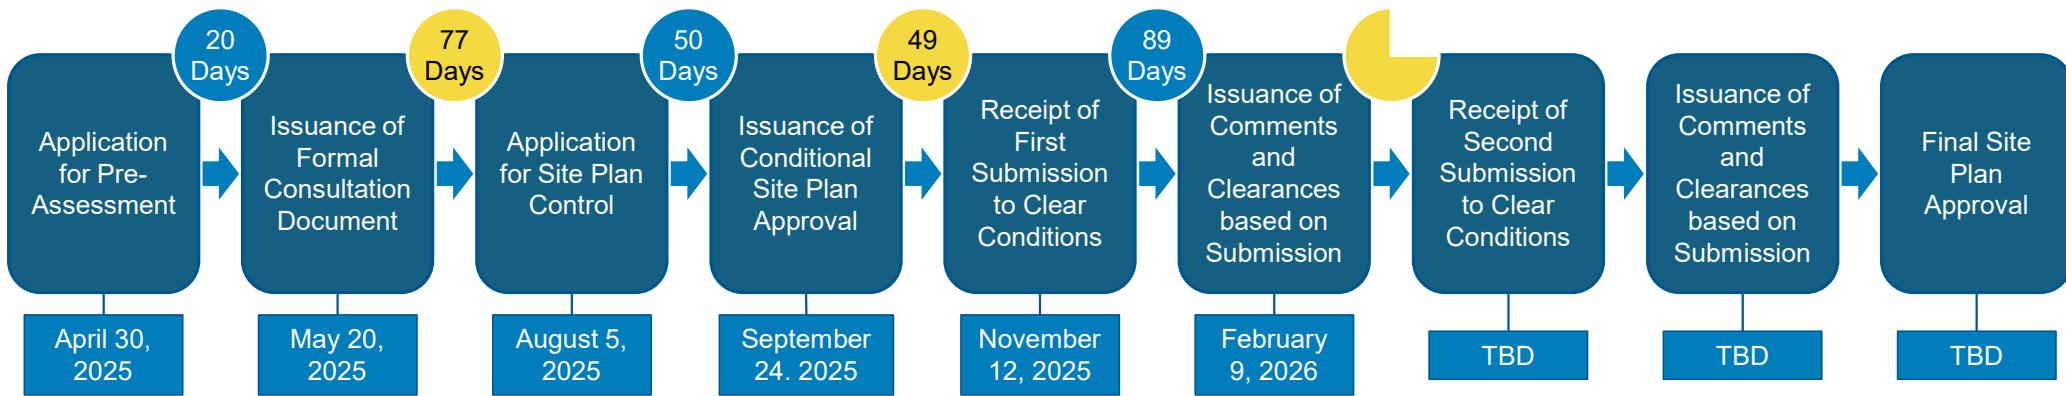 20
Days
77
Days
50
Days
49
Days
89
Days
Application
for Pre-
Assessment
Issuance of
Formal
Consultation
Document
Application
for Site Plan
Control
Issuance of
Conditional
Site Plan
Approval
Receipt of
First
Submission
to Clear
Conditions
Issuance of
Comments
and
Clearances
based on
Submission
Receipt of
Second
Submission
to Clear
Conditions
Issuance of
Comments
and
Clearances
based on
Submission
Final Site
Plan
Approval
April 30,
2025
May 20,
2025
August 5,
2025
September
24. 2025
November
12, 2025
February
9, 2026
TBD
TBD
TBD